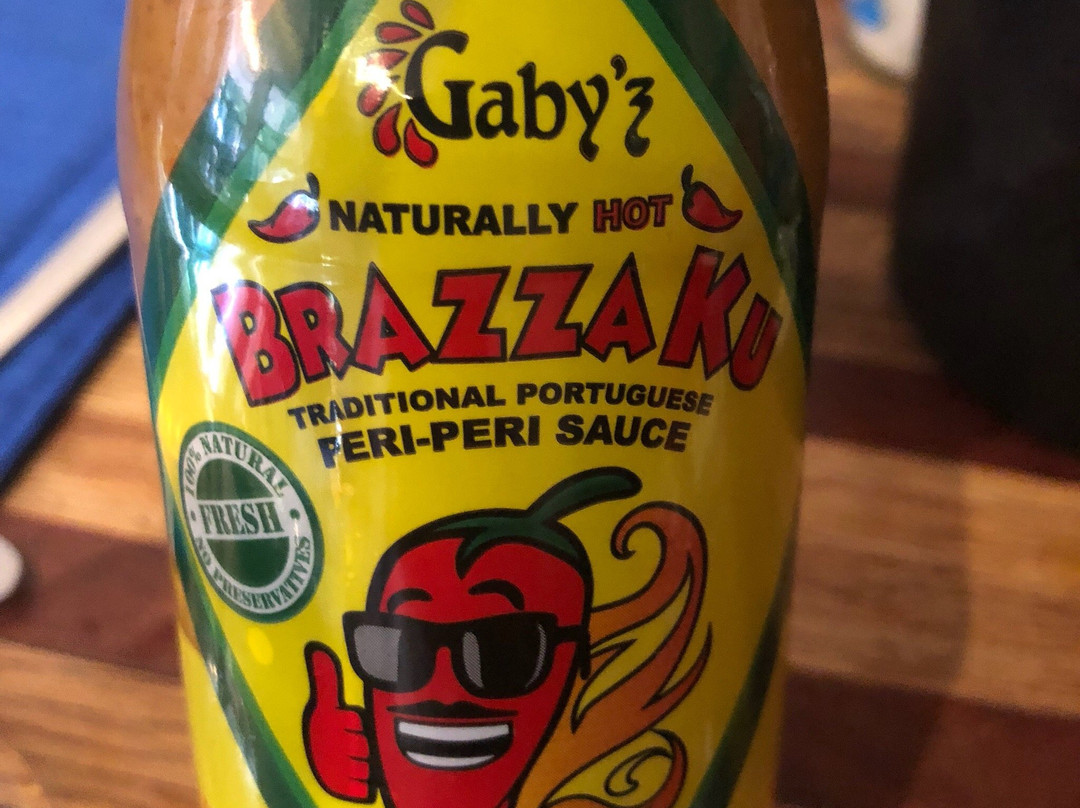 Gaby'z
NATURALLY HOT
BRAZZAKU
TRADITIONAL PORTUGUESE
PERI-PERI SAUCE
100% NATURAL
• FRESH •
NO PRESERVATIVES